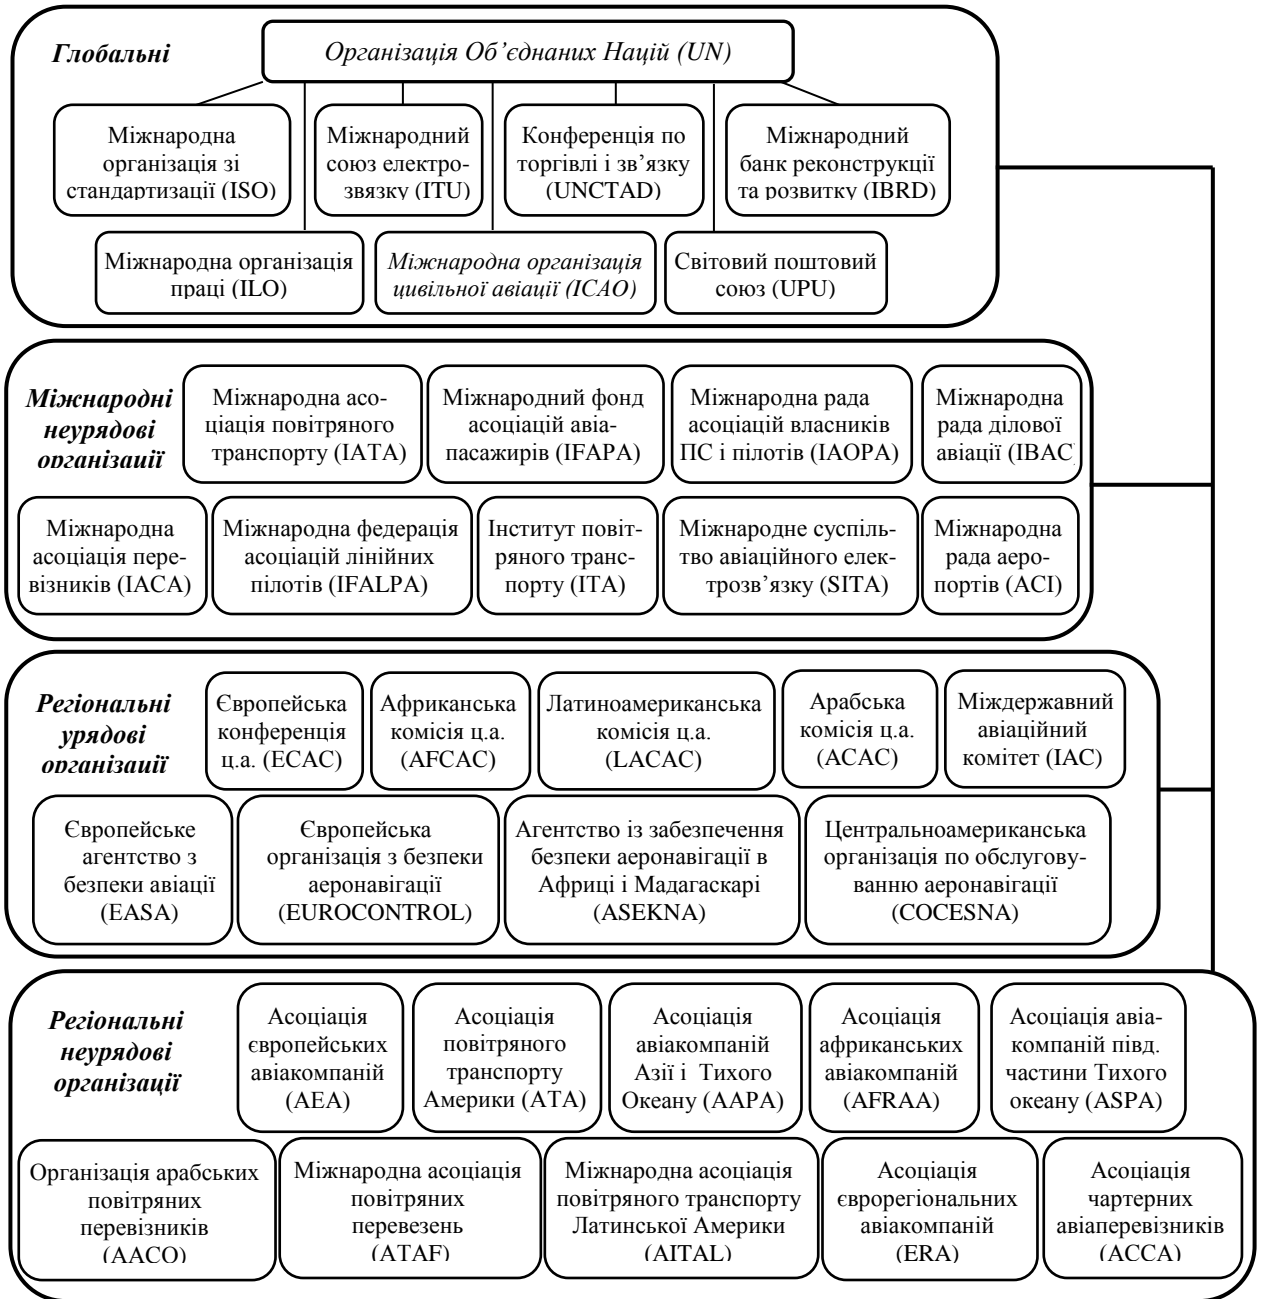 Глобальні
Організація Об’єднаних Націй (UN)
Міжнародна
організація зі
стандартизації (ISO)
Міжнародний
союз електро-
звязку (ITU)
Конференція по
торгівлі і зв’язку
(UNCTAD)
Міжнародний
банк реконструкції
та розвитку (IBRD)
Міжнародна організація
праці (ILO)
Міжнародна організація
цивільної авіації (ICAO)
Світовий поштовий
союз (UPU)
Міжнародні
неурядові
організації
Міжнародна асо-
ціація повітряного
транспорту (IATA)
Міжнародний фонд
асоціацій авіа-
пасажирів (IFAPA)
Міжнародна рада
асоціацій власників
ПС і пілотів (IAOPA)
Міжнародна
рада ділової
авіації (IBAC)
Міжнародна
асоціація пере-
візників (IACA)
Міжнародна федерація
асоціацій лінійних
пілотів (IFALPA)
Інститут повіт-
ряного транс-
порту (ITA)
Міжнародне суспіль-
тво авіаційного елек-
трозв’язку (SITA)
Міжнародна
рада аеро-
портів (ACI)
Регіональні
урядові
організації
Європейська
конференція
ц.а. (ECAC)
Африканська
комісія ц.а.
(AFCAC)
Латиноамериканська
комісія ц.а.
(LACAC)
Арабська
комісія ц.а.
(ACAC)
Міждержавний
авіаційний
комітет (IAC)
Європейське
агентство з
безпеки авіації
(EASA)
Європейська
організація з безпеки
аеронавігації
(EUROCONTROL)
Агентство із забезпечення
безпеки аеронавігації в
Африці і Мадагаскарі
(ASEKNA)
Центральноамериканська
організація по обслугову-
ванню аеронавігації
(COCESNA)
Регіональні
неурядові
організації
Асоціація
європейських
авіакомпаній
(AEA)
Асоціація
повітряного
транспорту
Америки (ATA)
Асоціація
авіакомпаній
Азії і Тихого
Океану (AAPA)
Асоціація
африканських
авіакомпаній
(AFRAA)
Асоціація авіа-
компаній півд.
частини Тихого
океану (ASPA)
Організація арабських
повітряних
перевізників
(AACO)
Міжнародна асоціація
повітряних
перевезень
(ATAF)
Міжнародна асоціація
повітряного транспорту
Латинської Америки
(AITAL)
Асоціація
єврорегіональних
авіакомпаній
(ERA)
Асоціація
чартерних
авіаперевізників
(ACCA)